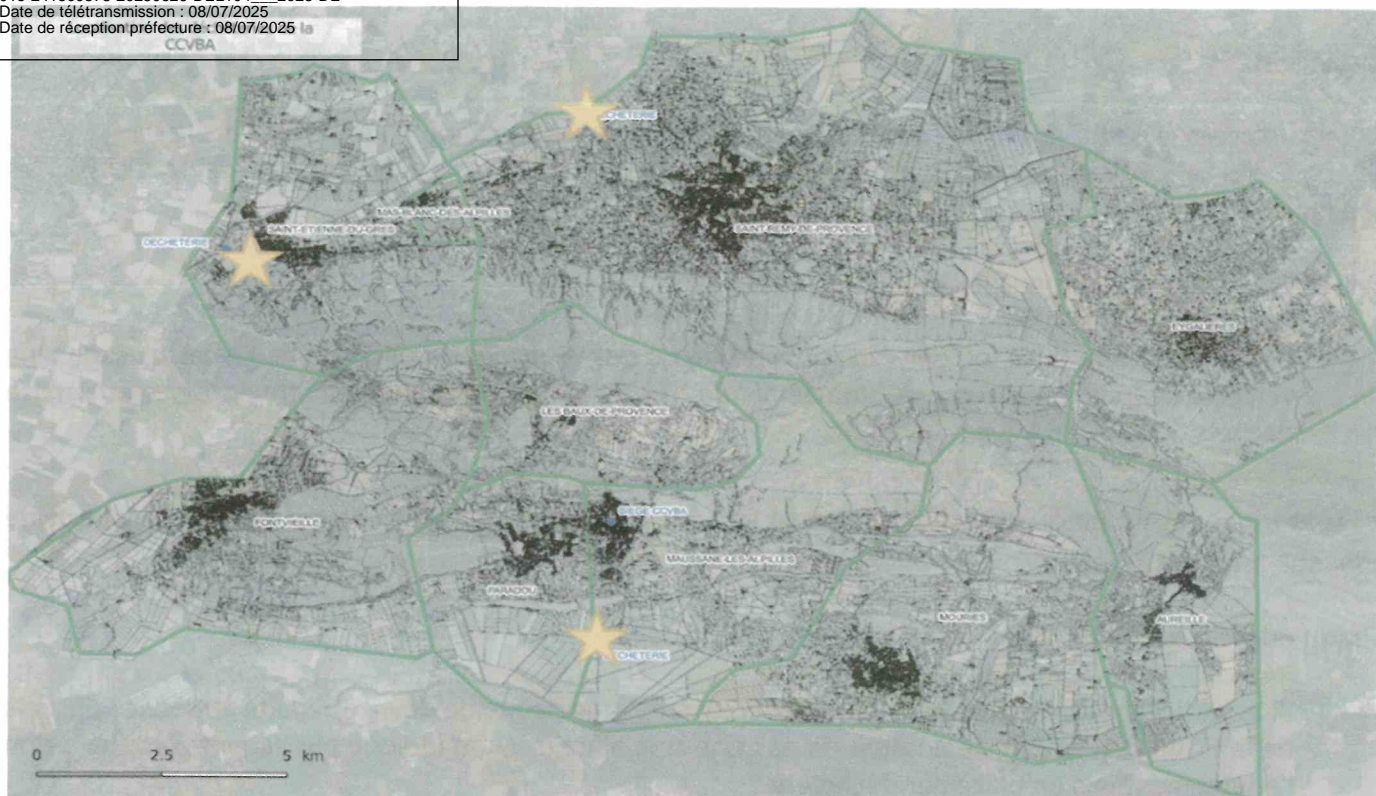 Date de télétransmission : 08/07/2025
Date de réception préfecture : 08/07/2025
la
CCVBA
DECHETERIE
CHETERIE
MAS-BLANC-DES-ALPILLES
SAINT-ETIENNE-DU-GRES
SAINT-REMY-DE-PROVENCE
EYGALIERES
LES BAUX-DE-PROVENCE
FONTVIEILLE
SIEGE CCVBA
MAUSSANE-LES-ALPILLES
PARADOU
MOURIES
AUREILLE
CHETERIE
0 2.5 5 km